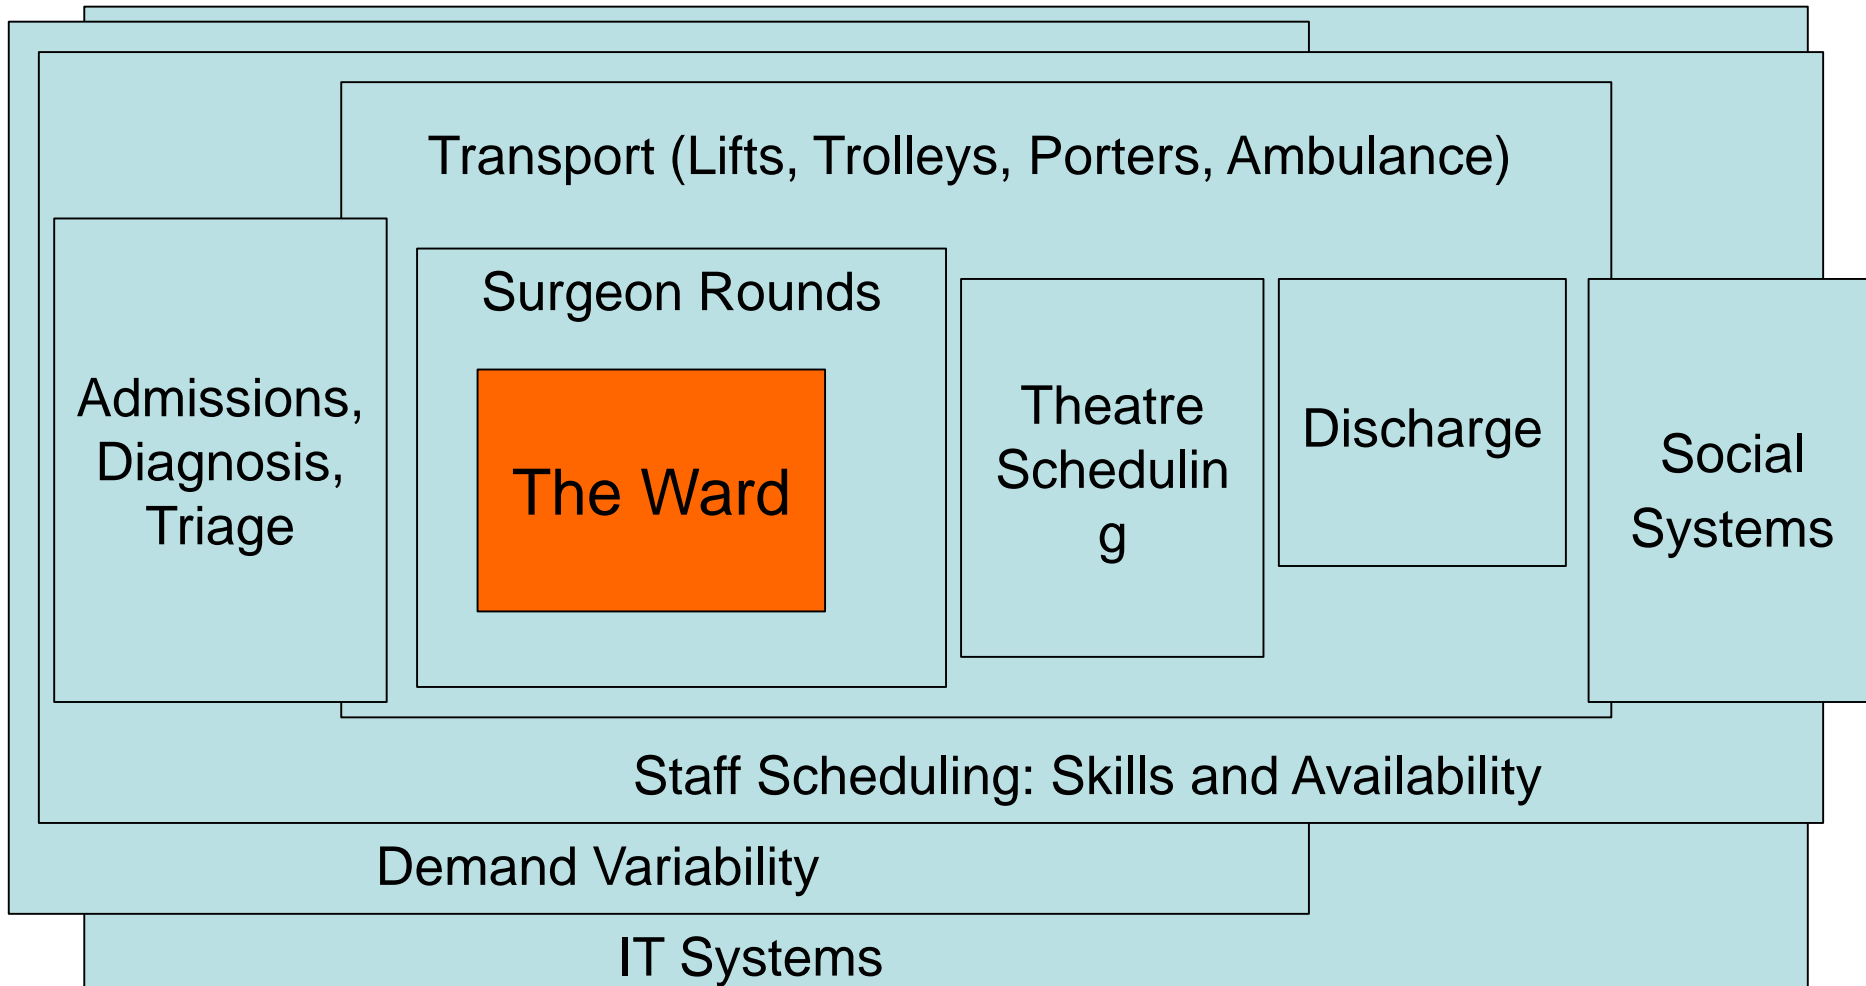 Transport (Lifts, Trolleys, Porters, Ambulance)
Surgeon Rounds
Admissions,
Diagnosis,
Triage
The Ward
Theatre
Schedulin
g
Discharge
Social
Systems
Staff Scheduling: Skills and Availability
Demand Variability
IT Systems